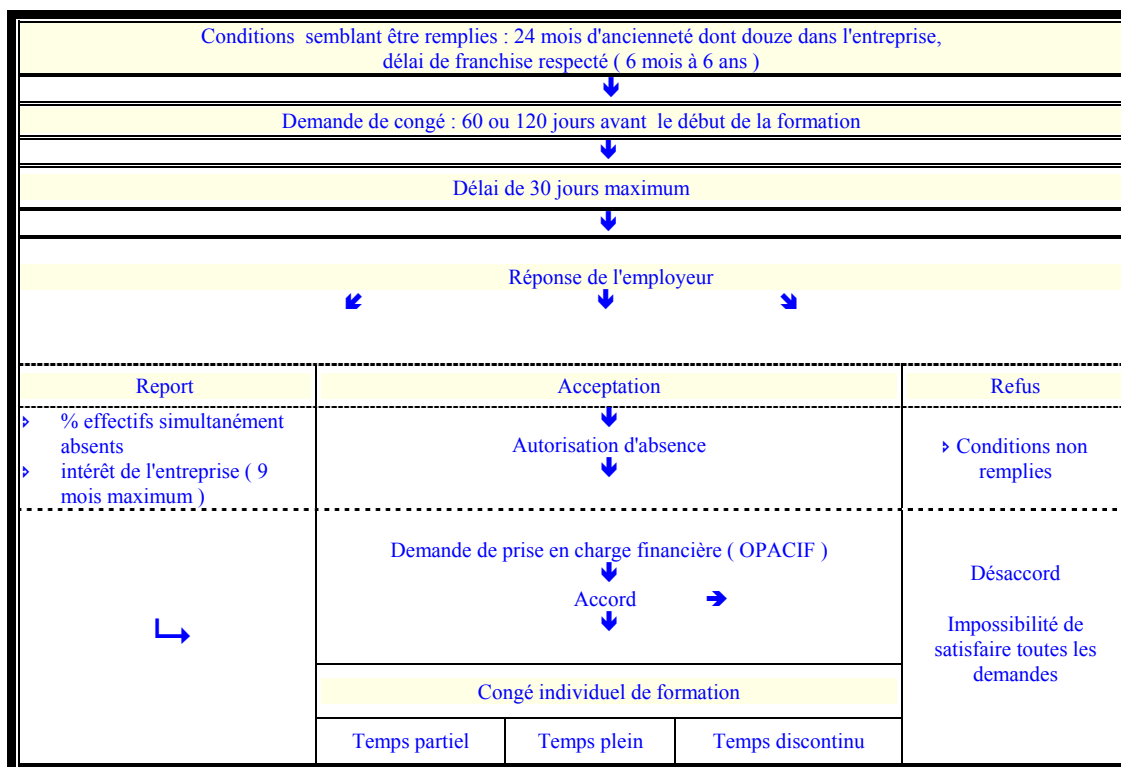 Conditions semblant être remplies : 24 mois d'ancienneté dont douze dans l'entreprise,
délai de franchise respecté ( 6 mois à 6 ans )
Demande de congé : 60 ou 120 jours avant le début de la formation
Délai de 30 jours maximum
Réponse de l'employeur
Report
Acceptation
Refus
% effectifs simultanément
absents
intérêt de l'entreprise ( 9
mois maximum )
Autorisation d'absence
Conditions non
remplies
Demande de prise en charge financière ( OPACIF )
Accord
Désaccord
Impossibilité de
satisfaire toutes les
demandes
Congé individuel de formation
Temps partiel
Temps plein
Temps discontinu